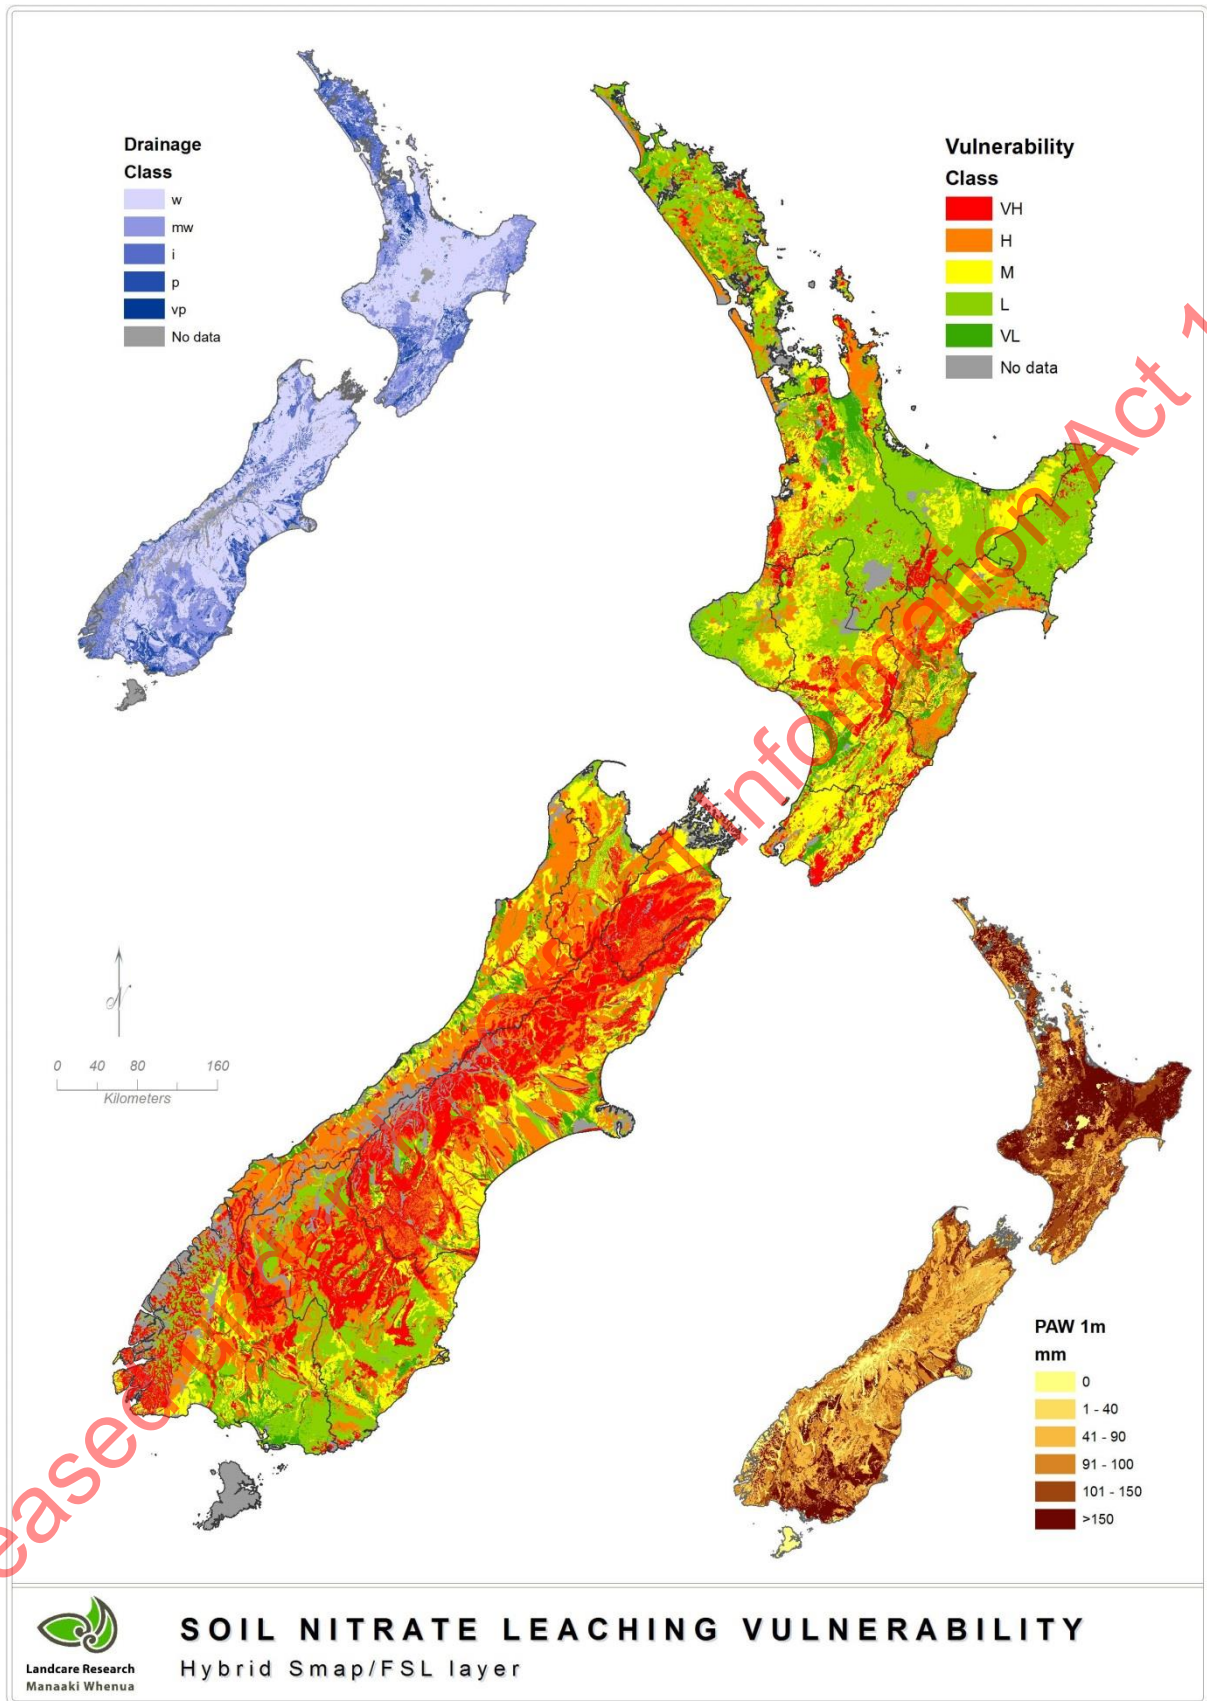 Drainage
Class
w
mw
i
p
vp
No data
Vulnerability
Class
VH
H
M
L
VL
No data
N
0 40 80 160
Kilometers
PAW 1m
mm
0
1 - 40
41 - 90
91 - 100
101 - 150
>150
Information Act 1
Landcare Research
Manaaki Whenua
SOIL NITRATE LEACHING VULNERABILITY
Hybrid Smap/FSL layer